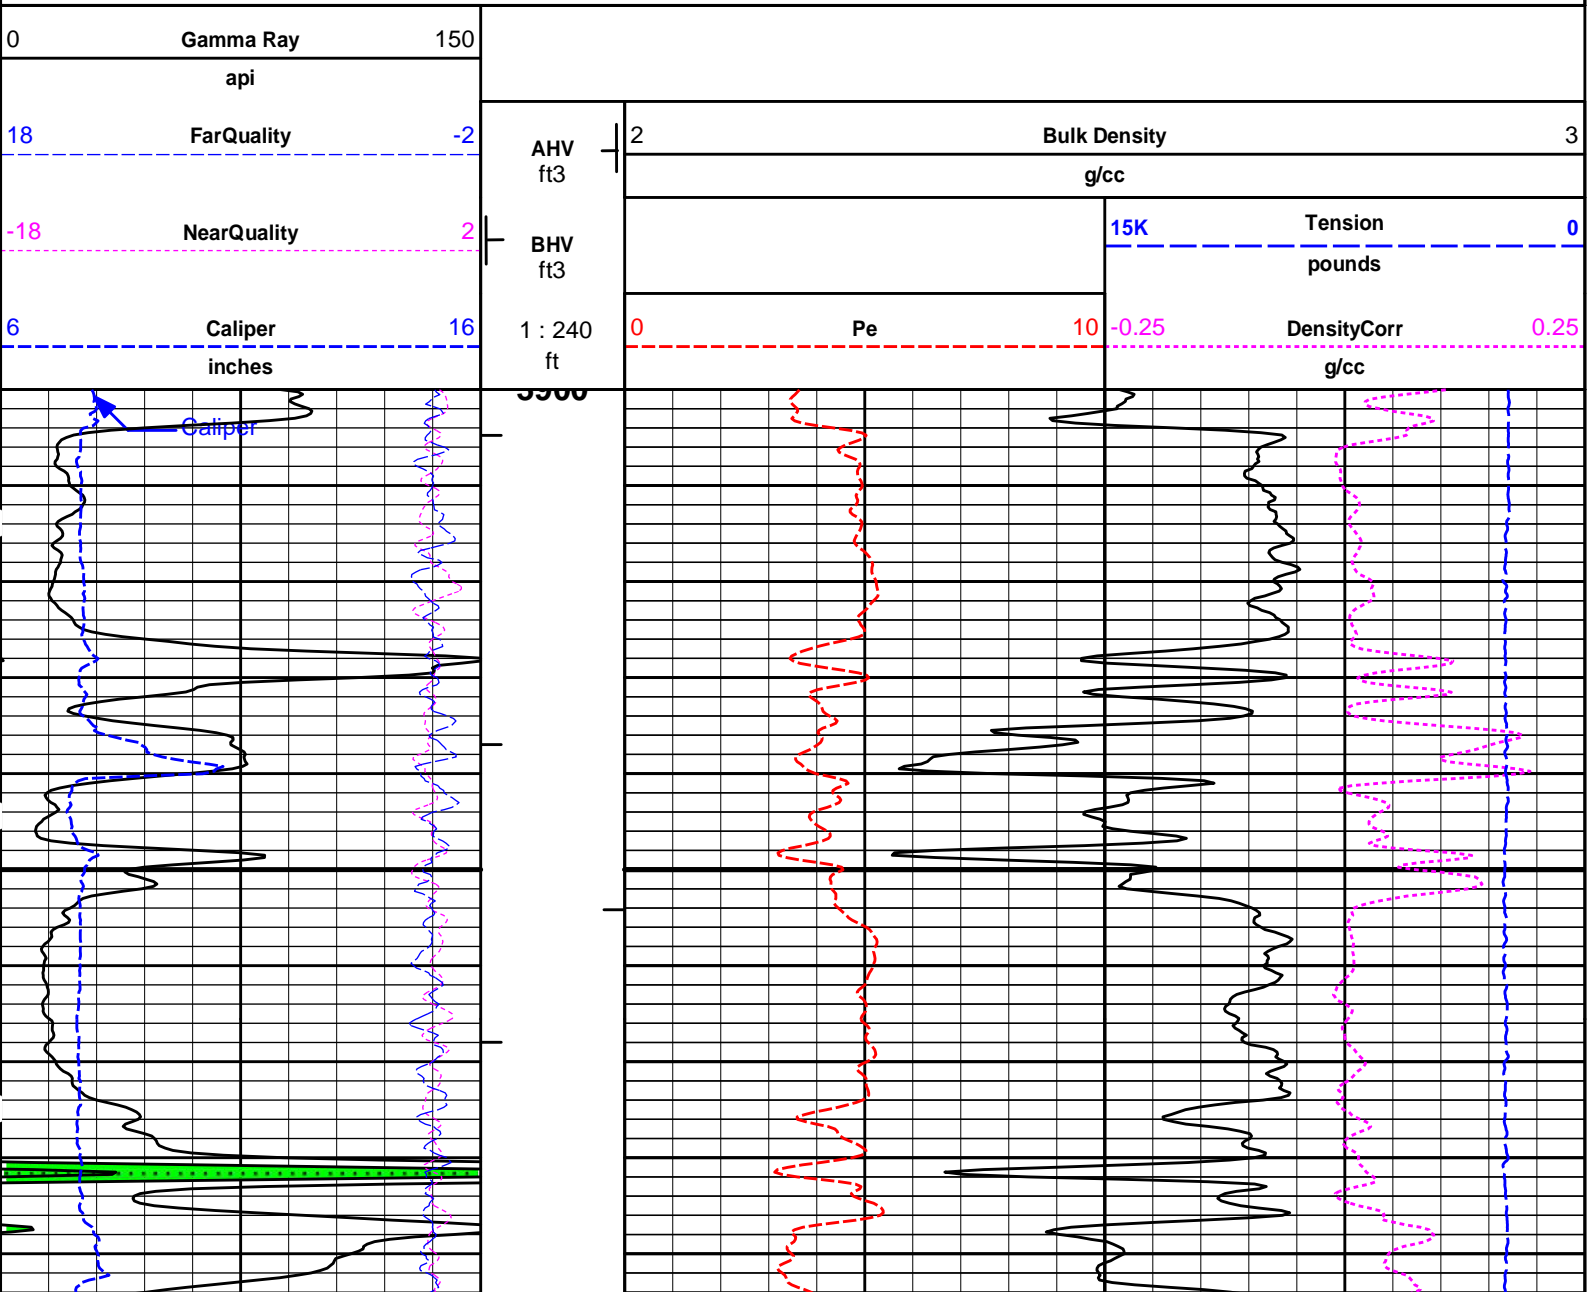 0 Gamma Ray 150
api
18 FarQuality -2
-18 NearQuality 2
6 Caliper 16
inches
AHV
ft3
BHV
ft3
1 : 240
ft
2 Bulk Density 3
g/cc
15K Tension 0
pounds
0 Pe 10
-0.25 DensityCorr 0.25
g/cc
3900
Caliper